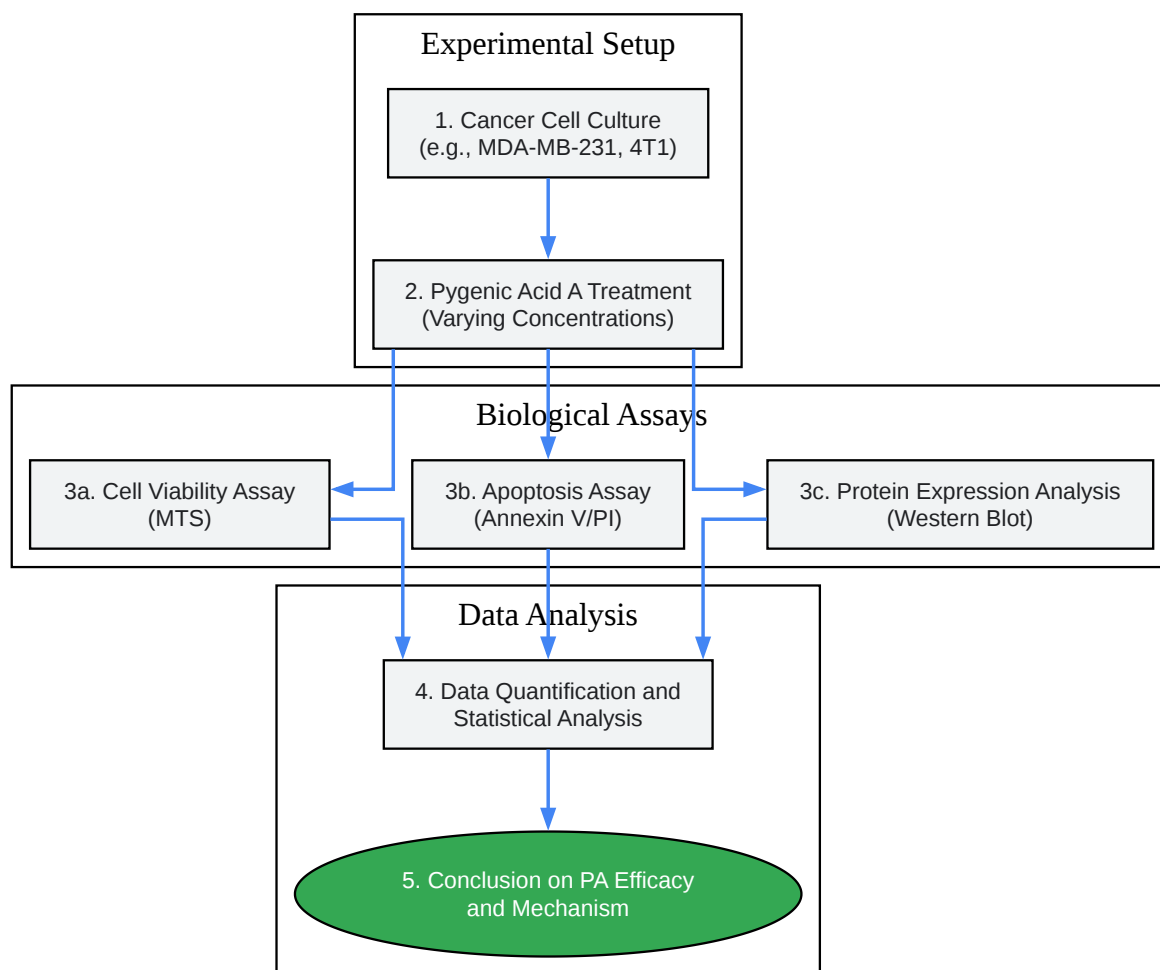 Experimental Setup
1. Cancer Cell Culture
(e.g., MDA-MB-231, 4T1)
2. Pygenic Acid A Treatment
(Varying Concentrations)
Biological Assays
3a. Cell Viability Assay
(MTS)
3b. Apoptosis Assay
(Annexin V/PI)
3c. Protein Expression Analysis
(Western Blot)
Data Analysis
4. Data Quantification and
Statistical Analysis
5. Conclusion on PA Efficacy
and Mechanism